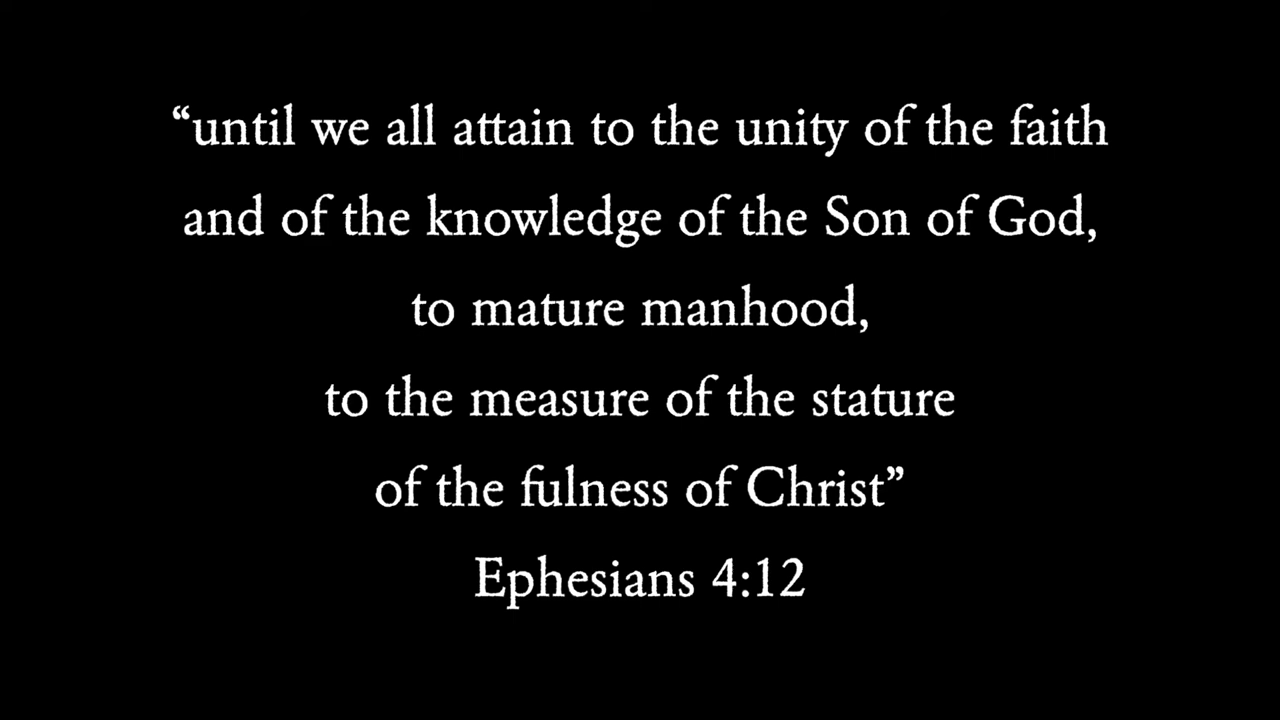 “until we all attain to the unity of the faith
and of the knowledge of the Son of God,
to mature manhood,
to the measure of the stature
of the fulness of Christ”
Ephesians 4:12